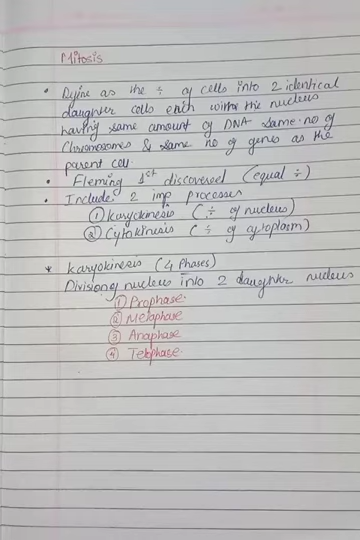 Mitosis
• Define as the ÷ of cells into 2 identical
daughter cells each with the nucleus
having same amount of DNA same no of
Chromosomes & same no of genes as the
parent cell.
• Fleming 1st discovered (equal ÷)
• Include 2 imp processes
① Karyokinesis (÷ of nucleus)
② Cytokinesis (÷ of cytoplasm)
* Karyokinesis (4 Phases)
Division of nucleus into 2 daughter nucleus
① Prophase.
② Metaphase
③ Anaphase
④ Telophase.